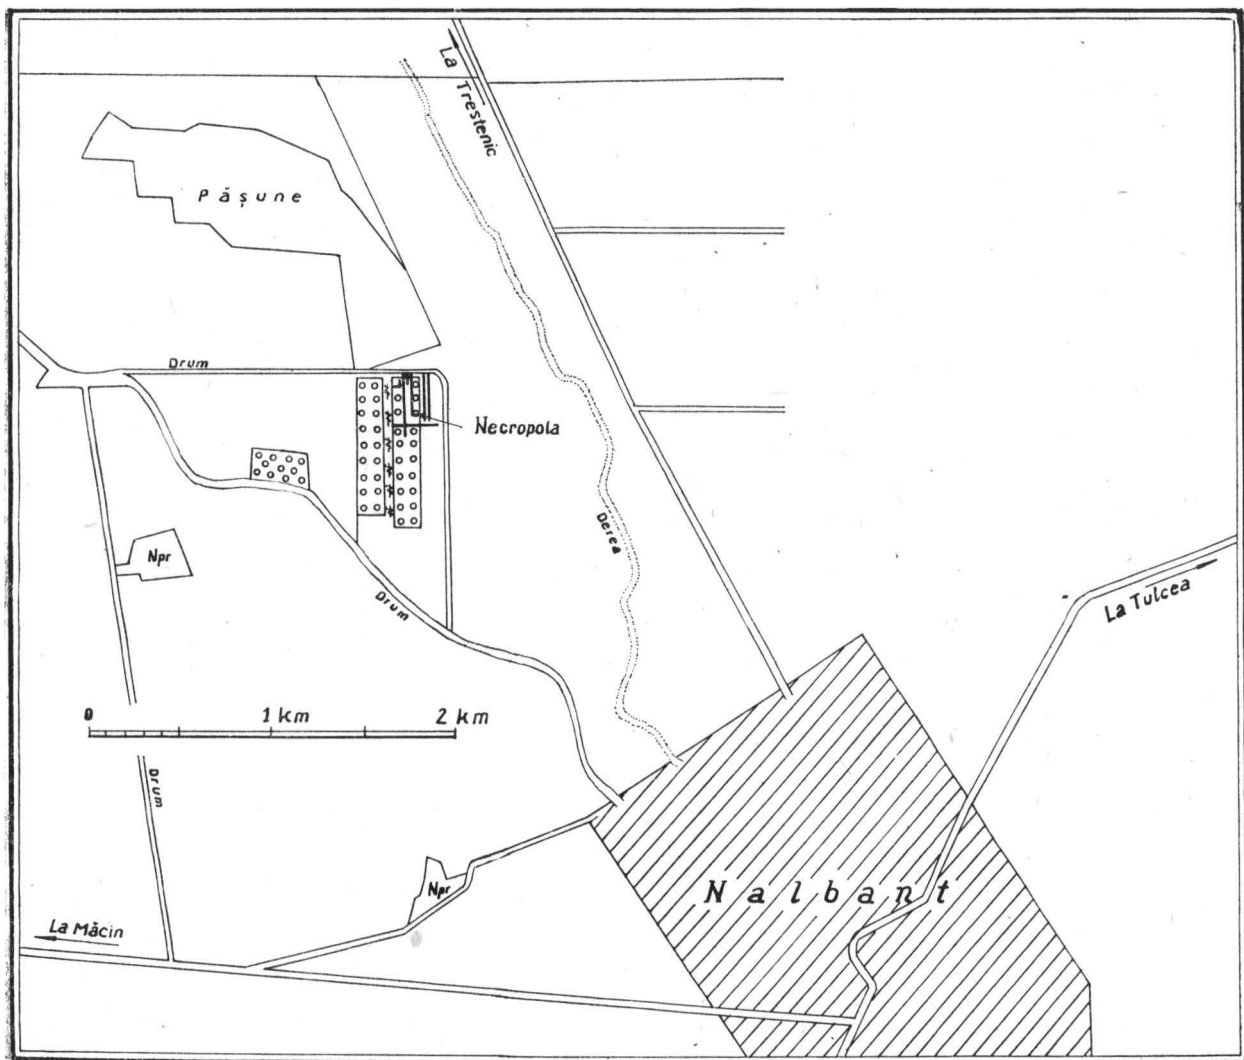 La Trestenic
Pășune
Drum
Necropola
Derea
Npr
Drum
La Tulcea
0 1 km 2 km
Drum
Nalbant
Npr
La Măcin